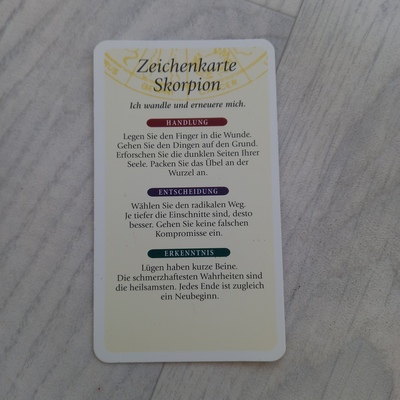 Zeichenkarte
Skorpion
Ich wandle und erneuere mich.
HANDLUNG
Legen Sie den Finger in die Wunde.
Gehen Sie den Dingen auf den Grund.
Erforschen Sie die dunklen Seiten Ihrer
Seele. Packen Sie das Übel an der
Wurzel an.
ENTSCHEIDUNG
Wählen Sie den radikalen Weg.
Je tiefer die Einschnitte sind, desto
besser. Gehen Sie keine falschen
Kompromisse ein.
ERKENNTNIS
Lügen haben kurze Beine.
Die schmerzhaftesten Wahrheiten sind
die heilsamsten. Jedes Ende ist zugleich
ein Neubeginn.